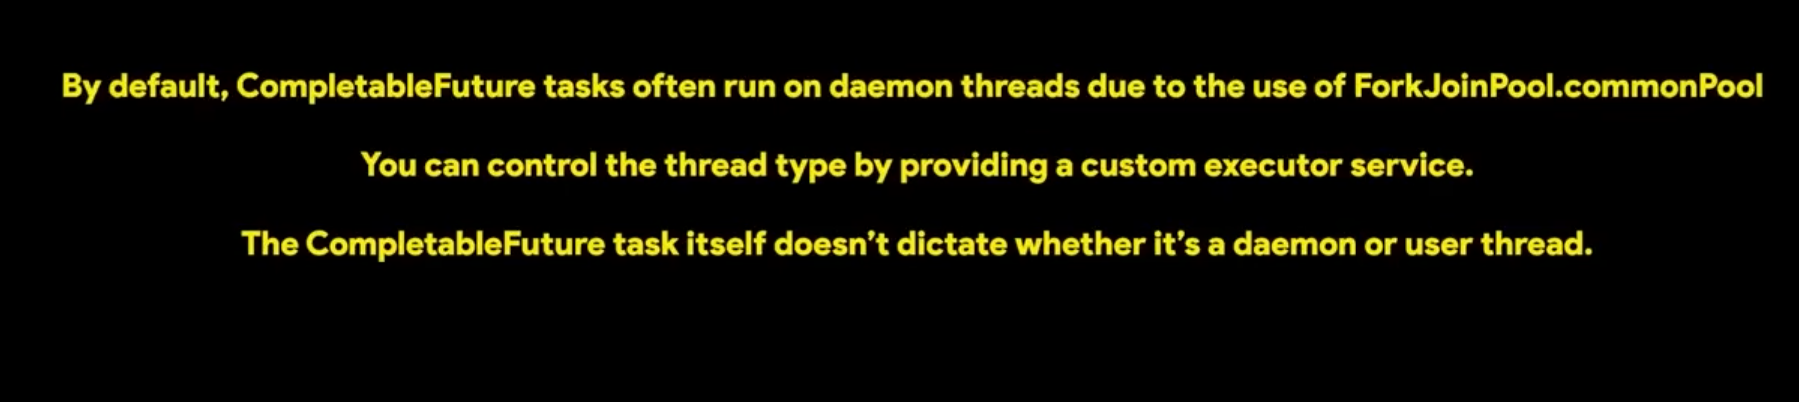 By default, CompletableFuture tasks often run on daemon threads due to the use of ForkJoinPool.commonPool
You can control the thread type by providing a custom executor service.
The CompletableFuture task itself doesn’t dictate whether it’s a daemon or user thread.